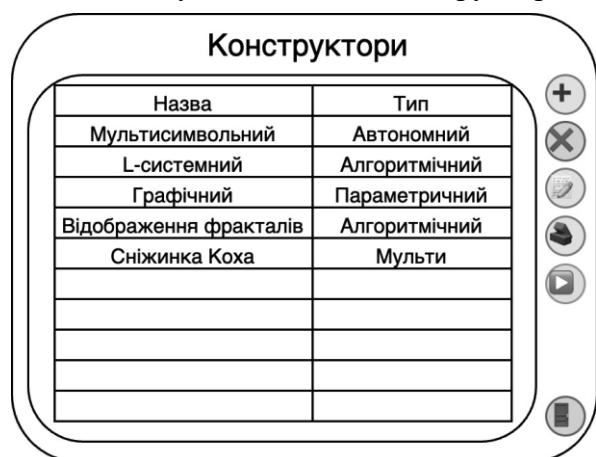 Конструктори
Назва Тип
Мультисимвольний Автономний
L-системний Алгоритмічний
Графічний Параметричний
Відображення фракталів Алгоритмічний
Сніжинка Коха Мульти